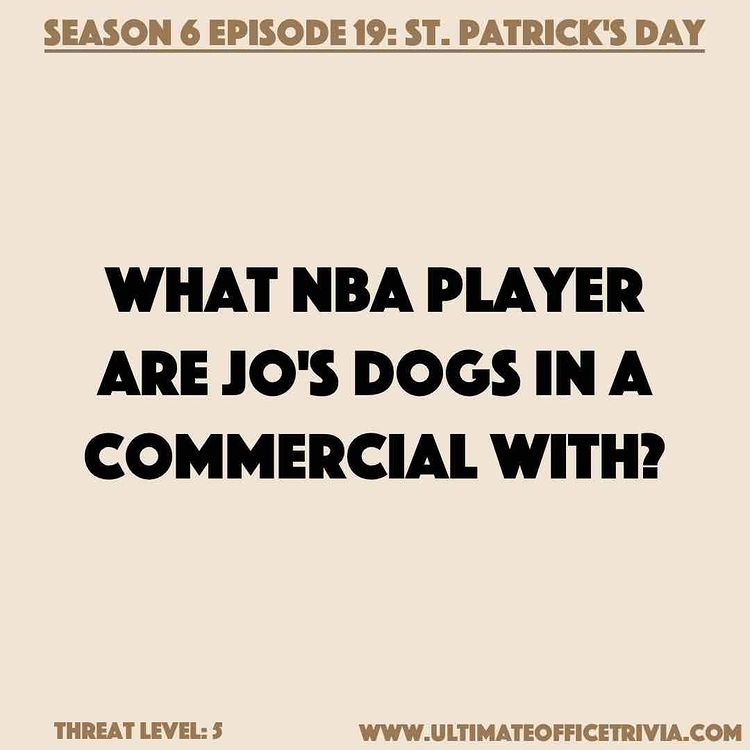 SEASON 6 EPISODE 19: ST. PATRICK'S DAY
WHAT NBA PLAYER
ARE JO'S DOGS IN A
COMMERCIAL WITH?
THREAT LEVEL: 5
WWW.ULTIMATEOFFICETRIVIA.COM